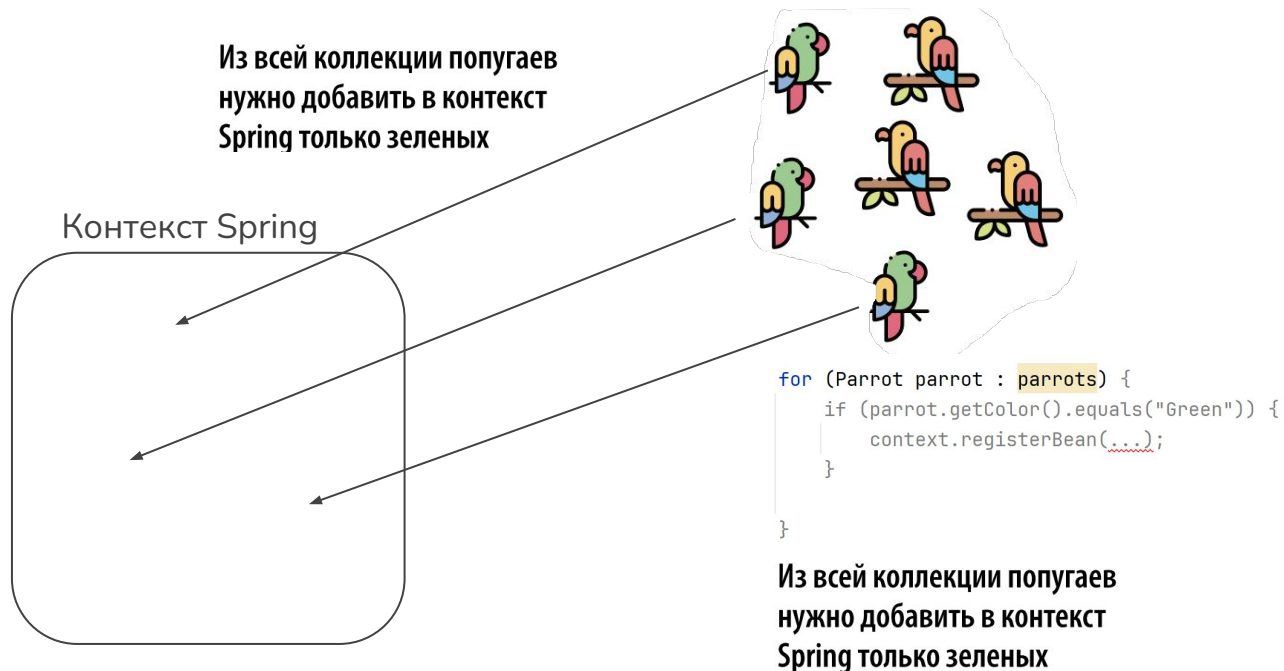 Из всей коллекции попугаев
нужно добавить в контекст
Spring только зеленых
Контекст Spring
for (Parrot parrot : parrots) {
    if (parrot.getColor().equals("Green")) {
        context.registerBean(...);
    }
}
Из всей коллекции попугаев
нужно добавить в контекст
Spring только зеленых